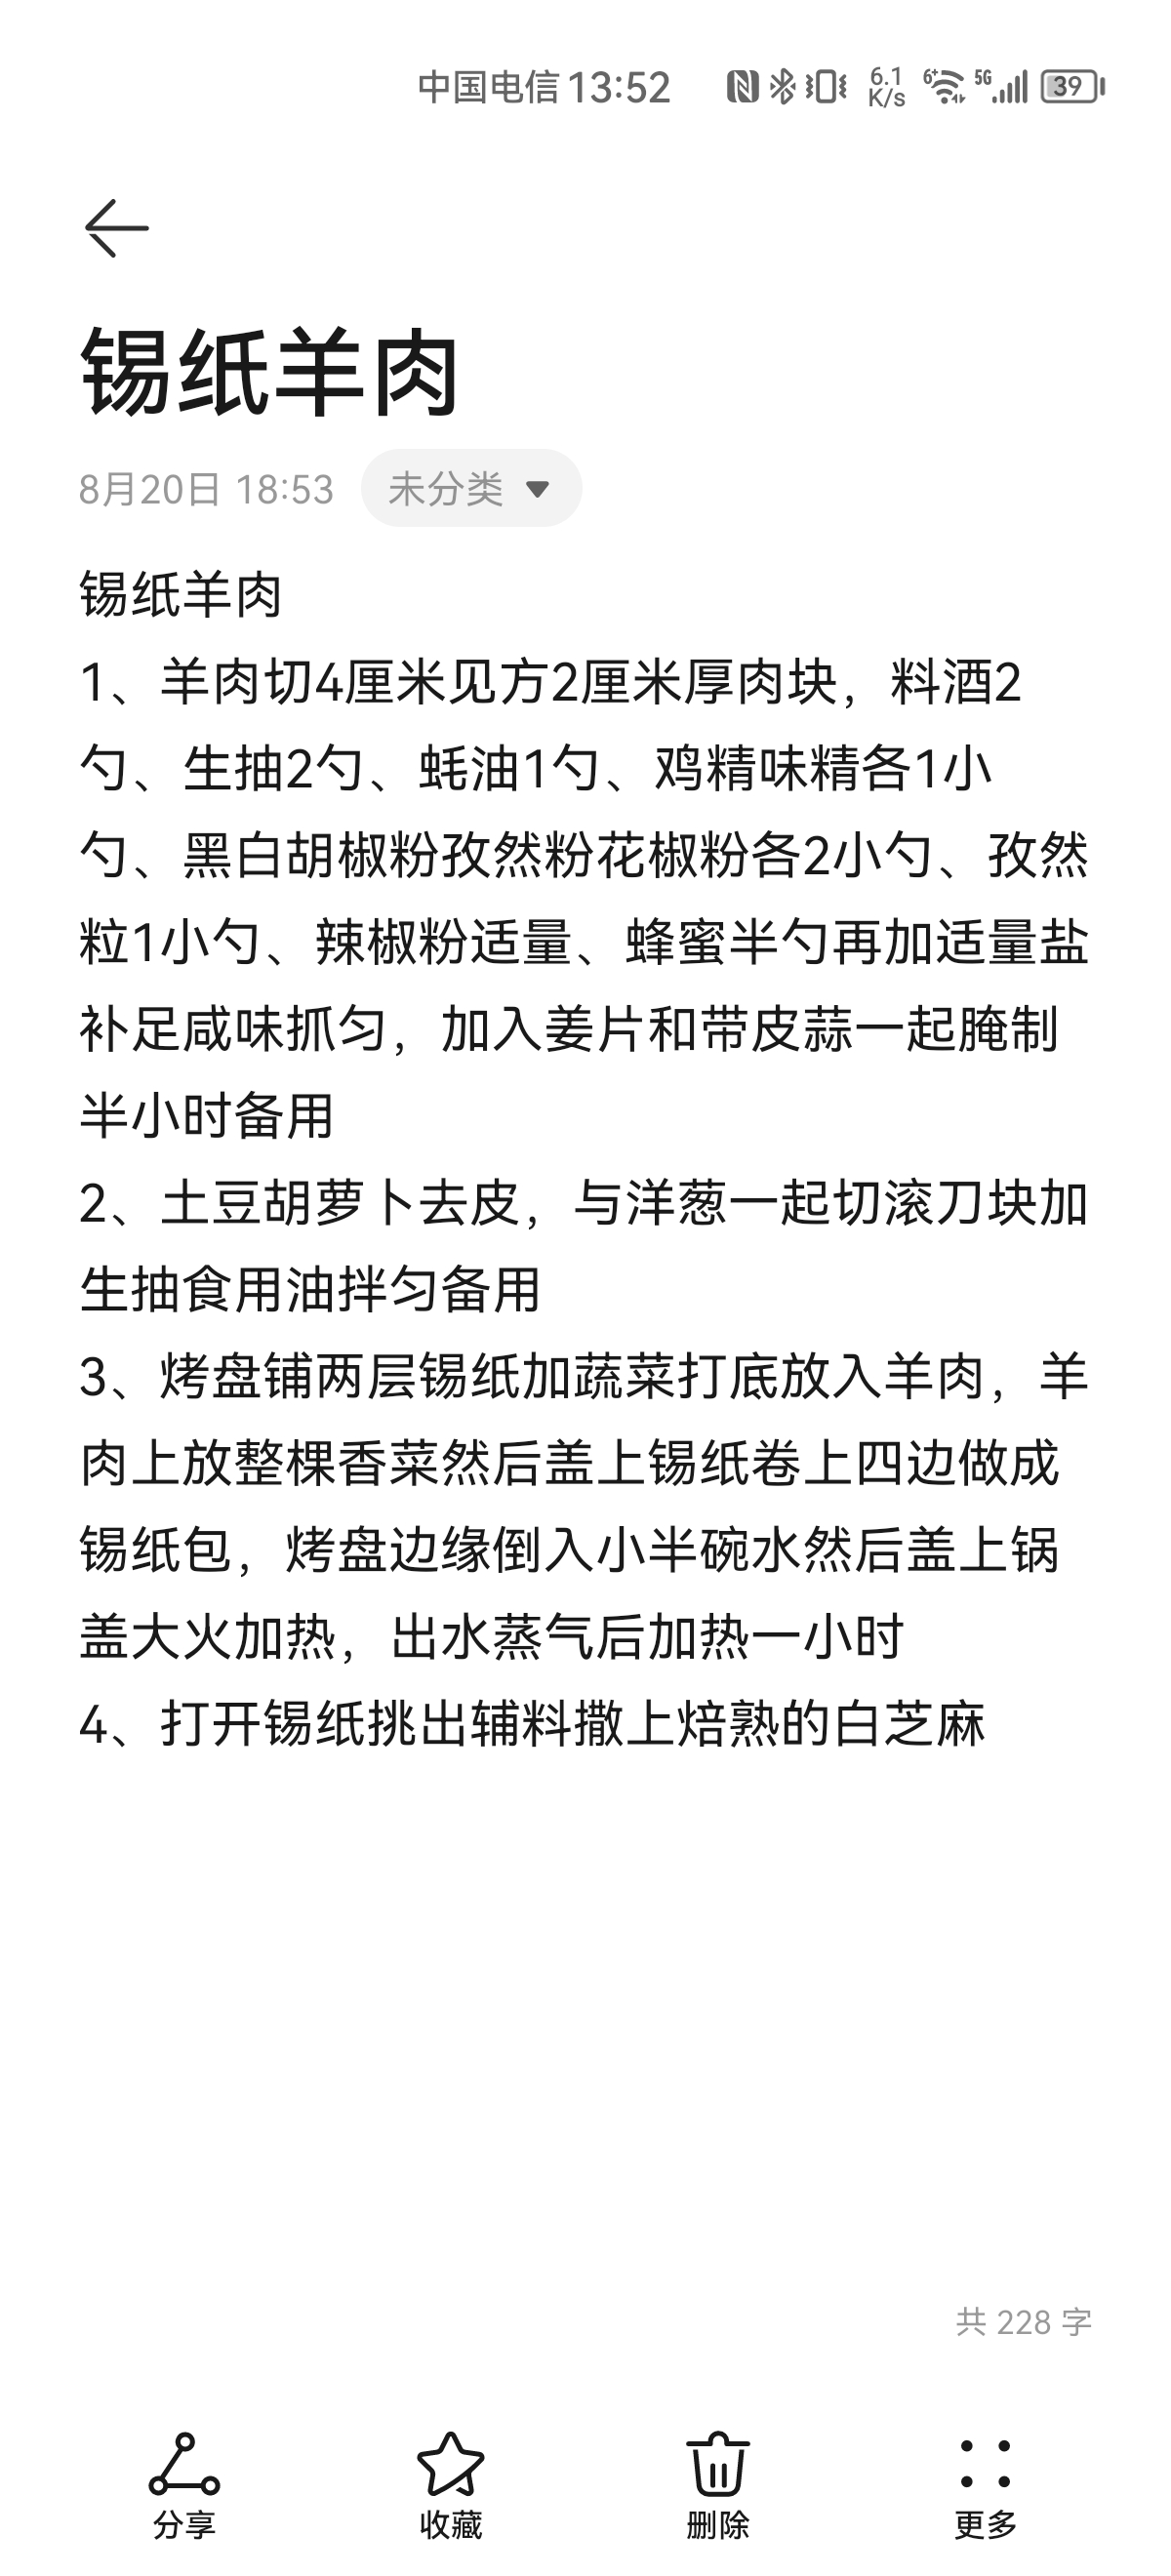 中国电信 13:52 6.1 K/s 6+ 5G 39
锡纸羊肉
8月20日 18:53 未分类
锡纸羊肉
1、羊肉切4厘米见方2厘米厚肉块，料酒2
勺、生抽2勺、蚝油1勺、鸡精味精各1小
勺、黑白胡椒粉孜然粉花椒粉各2小勺、孜然
粒1小勺、辣椒粉适量、蜂蜜半勺再加适量盐
补足咸味抓匀，加入姜片和带皮蒜一起腌制
半小时备用
2、土豆胡萝卜去皮，与洋葱一起切滚刀块加
生抽食用油拌匀备用
3、烤盘铺两层锡纸加蔬菜打底放入羊肉，羊
肉上放整棵香菜然后盖上锡纸卷上四边做成
锡纸包，烤盘边缘倒入小半碗水然后盖上锅
盖大火加热，出水蒸气后加热一小时
4、打开锡纸挑出辅料撒上焙熟的白芝麻
共 228 字
分享 收藏 删除 更多